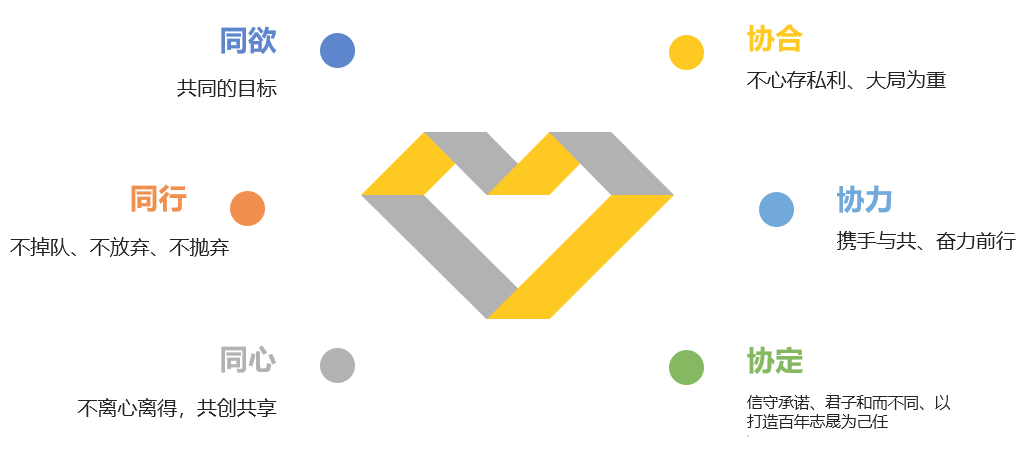 同欲
共同的目标
同行
不掉队、不放弃、不抛弃
同心
不离心离得，共创共享
协合
不心存私利、大局为重
协力
携手与共、奋力前行
协定
信守承诺、君子和而不同、以
打造百年志晟为己任